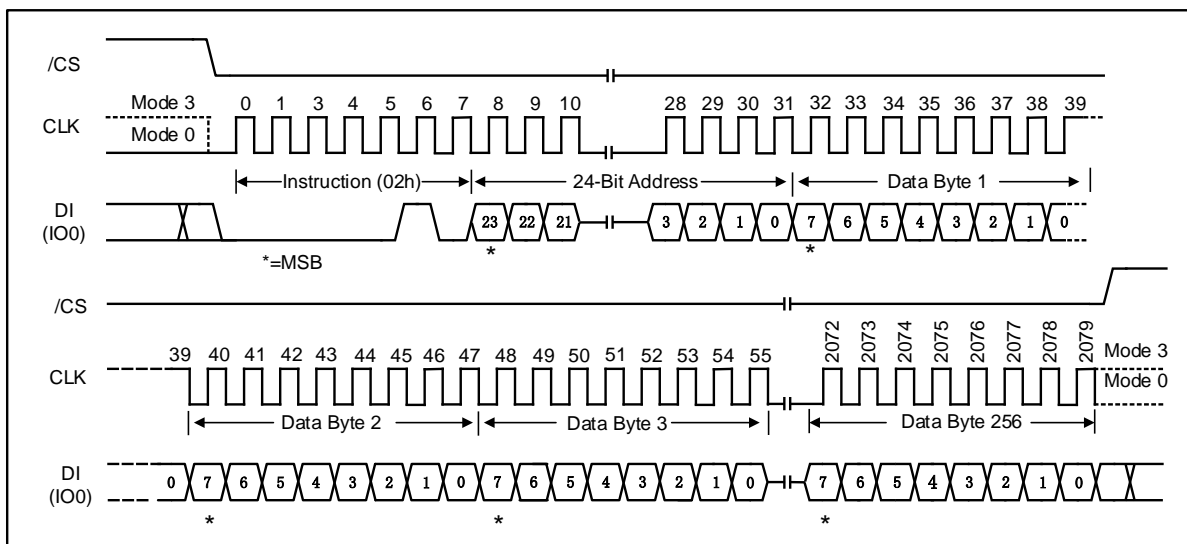 /CS
Mode 3
0 1 3 4 5 6 7 8 9 10 28 29 30 31 32 33 34 35 36 37 38 39
CLK
Mode 0
Instruction (02h) 24-Bit Address Data Byte 1
DI
(IO0)
23 22 21 3 2 1 0 7 6 5 4 3 2 1 0
* *
*=MSB
/CS
39 40 41 42 43 44 45 46 47 48 49 50 51 52 53 54 55 2072 2073 2074 2075 2076 2077 2078 2079
Mode 3
CLK
Mode 0
Data Byte 2 Data Byte 3 Data Byte 256
DI
(IO0)
0 7 6 5 4 3 2 1 0 7 6 5 4 3 2 1 0 7 6 5 4 3 2 1 0
* * *